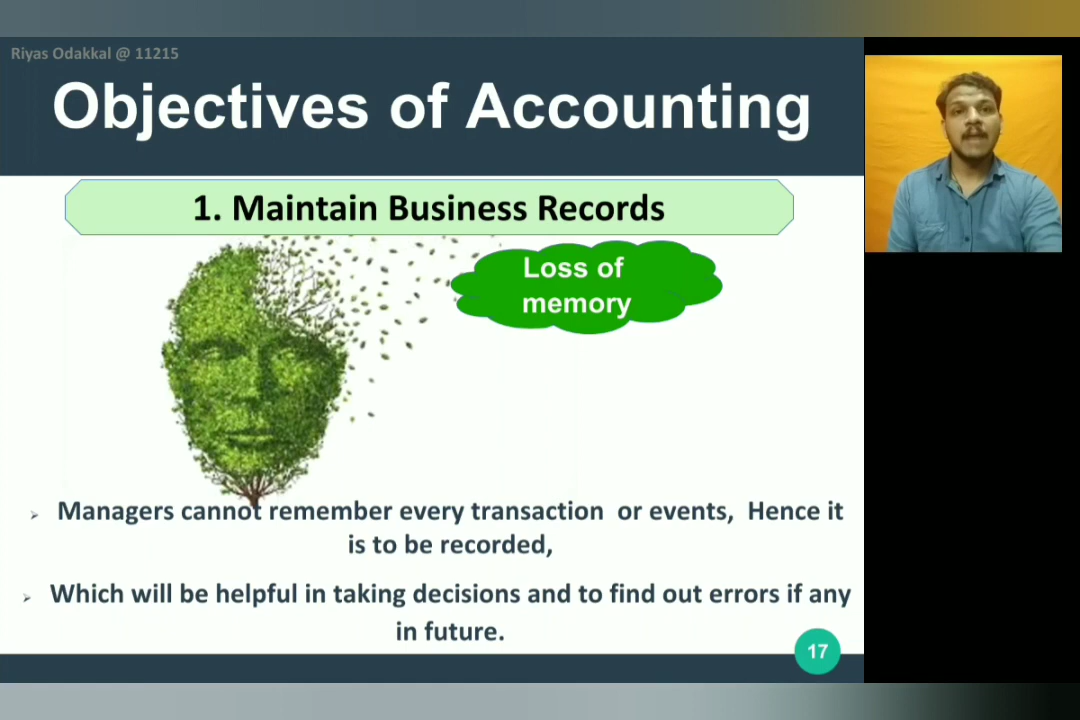 Riyas Odakkal @ 11215
Objectives of Accounting
1. Maintain Business Records
Loss of
memory
Managers cannot remember every transaction or events, Hence it
is to be recorded,
Which will be helpful in taking decisions and to find out errors if any
in future.
17